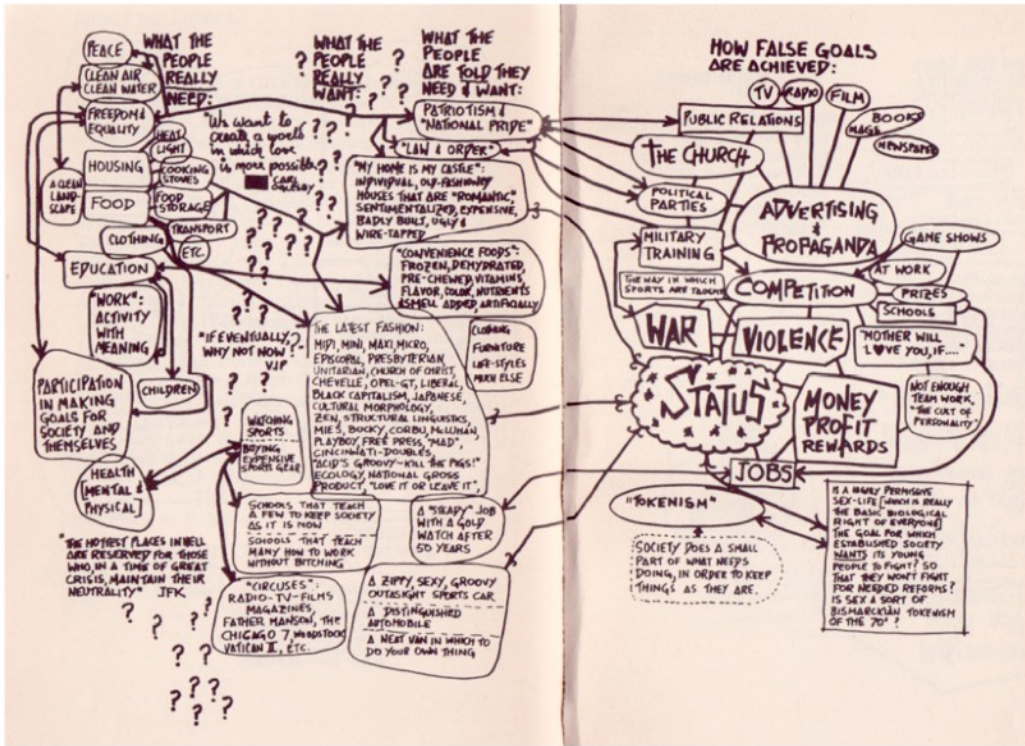 WHAT THE
PEOPLE
REALLY
NEED:
PEACE
CLEAN AIR
CLEAN WATER
FREEDOM &
EQUALITY
HEAT
LIGHT
HOUSING
COOKING
STOVES
A CLEAN
LAND-
SCAPE
FOOD
FOOD
STORAGE
TRANSPORT
CLOTHING
ETC.
EDUCATION
"WORK":
ACTIVITY
WITH
MEANING
PARTICIPATION
IN MAKING
GOALS FOR
SOCIETY AND
THEMSELVES
CHILDREN
HEALTH
[MENTAL &
PHYSICAL]
"THE HOTTEST PLACES IN HELL
ARE RESERVED FOR THOSE
WHO, IN A TIME OF GREAT
CRISIS, MAINTAIN THEIR
NEUTRALITY" JFK
WHAT THE
PEOPLE
REALLY
WANT:
"We want to
create a world
in which love
is more possible
CARL
OGLESBY
"IF EVENTUALLY,
WHY NOT NOW
VJP
WHAT THE
PEOPLE
ARE TOLD THEY
NEED & WANT:
PATRIOTISM &
"NATIONAL PRIDE"
"LAW & ORDER"
"MY HOME IS MY CASTLE":
INDIVIDUAL, OLD-FASHIONED
HOUSES THAT ARE "ROMANTIC",
SENTIMENTALIZED, EXPENSIVE,
BADLY BUILT, UGLY &
WIRE-TAPPED
"CONVENIENCE FOODS":
FROZEN, DEHYDRATED,
PRE-CHEWED, VITAMINS,
FLAVOR, COLOR, NUTRIENTS
& SMELL ADDED, ARTIFICIALLY
THE LATEST FASHION:
MIDI, MINI, MAXI, MICRO,
EPISCOPAL, PRESBYTERIAN
UNITARIAN, CHURCH OF CHRIST,
CHEVELLE, OPEL-GT, LIBERAL,
BLACK CAPITALISM, JAPANESE,
CULTURAL MORPHOLOGY,
ZEN, STRUCTURAL LINGUISTICS,
MIES, BUCKY, CORBU, McLUHAN,
PLAYBOY, FREE PRESS, "MAD",
CINCINNATI-DOUBLES,
"ACID'S GROOVY-KILL THE PIGS!"
ECOLOGY, NATIONAL GROSS
PRODUCT, "LOVE IT OR LEAVE IT",
CLOTHING
FURNITURE
LIFE-STYLES
MUCH ELSE
WATCHING
SPORTS
BUYING
EXPENSIVE
SPORTS GEAR
SCHOOLS THAT TEACH
A FEW TO KEEP SOCIETY
AS IT IS NOW
SCHOOLS THAT TEACH
MANY HOW TO WORK
WITHOUT BITCHING
"CIRCUSES":
RADIO-TV-FILMS
MAGAZINES,
FATHER MANSON, THE
CHICAGO 7, WOODSTOCK
VATICAN II, ETC.
A "STEADY" JOB
WITH A GOLD
WATCH AFTER
50 YEARS
A ZIPPY, SEXY, GROOVY
OUTASIGHT SPORTS CAR
A DISTINGUISHED
AUTOMOBILE
A NEAT VAN IN WHICH TO
DO YOUR OWN THING
HOW FALSE GOALS
ARE ACHIEVED:
TV
RADIO
FILM
BOOKS
MAGS
NEWSPAPER
PUBLIC RELATIONS
THE CHURCH
POLITICAL
PARTIES
ADVERTISING
&
PROPAGANDA
MILITARY
TRAINING
GAME SHOWS
THE WAY IN WHICH
SPORTS ARE TAUGHT
COMPETITION
AT WORK
PRIZES
SCHOOLS
WAR
VIOLENCE
"MOTHER WILL
L♥VE YOU, IF...."
STATUS
MONEY
PROFIT
REWARDS
NOT ENOUGH
TEAM WORK,
"THE CULT OF
PERSONALITY"
JOBS
"TOKENISM"
SOCIETY DOES A SMALL
PART OF WHAT NEEDS
DOING, IN ORDER TO KEEP
THINGS AS THEY ARE.
IS A HIGHLY PERMISSIVE
SEX-LIFE [WHICH IS REALLY
THE BASIC BIOLOGICAL
RIGHT OF EVERYONE]
THE GOAL FOR WHICH
ESTABLISHED SOCIETY
WANTS ITS YOUNG
PEOPLE TO FIGHT? SO
THAT THEY WON'T FIGHT
FOR NEEDED REFORMS?
IS SEX A SORT OF
BISMARCKIAN TOKENISM
OF THE 70'?